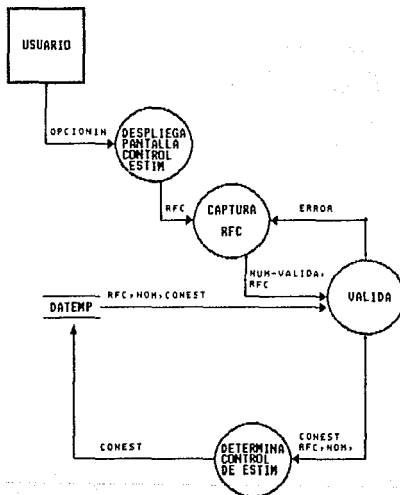 USUARIO
OPCIONIN
DESPLIEGA
PANTALLA
CONTROL
ESTIM
RFC
CAPTURA
RFC
ERROR
NUM-VALIDA,
RFC
VALIDA
RFC,NOM,CONEST
DATEMP
CONEST
DETERMINA
CONTROL
DE ESTIM
CONEST
RFC,NOM,